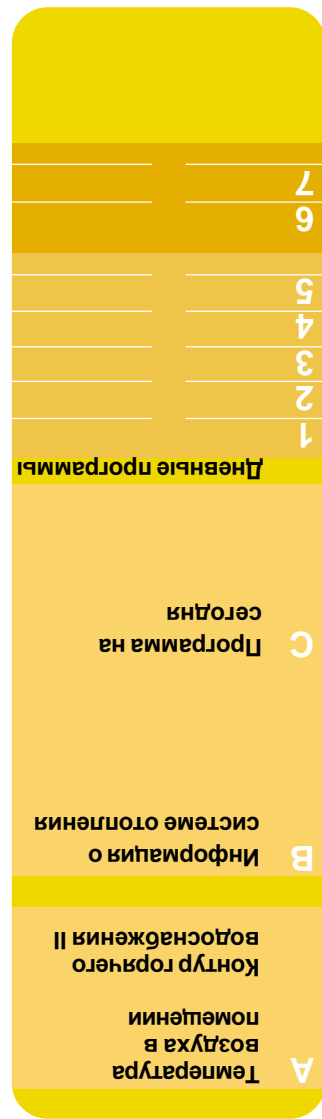 A Температура
воздуха в
помещении
Контур горячего
водоснабжения II
B Информация о
системе отопления
C Программа на
сегодня
Дневные программы
1
2
3
4
5
6
7